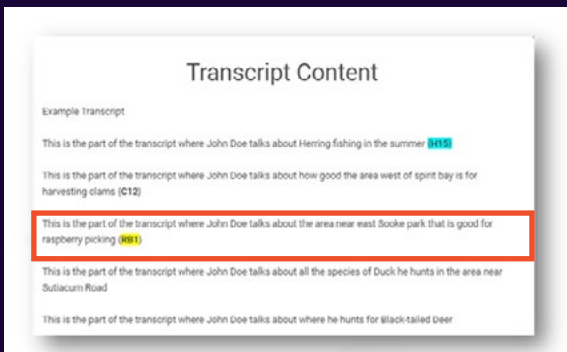 Transcript Content
Example Transcript
This is the part of the transcript where John Doe talks about Herring fishing in the summer (H15)
This is the part of the transcript where John Doe talks about how good the area west of spirit bay is for
harvesting clams (C12)
This is the part of the transcript where John Doe talks about the area near east Sooke park that is good for
raspberry picking (RB1)
This is the part of the transcript where John Doe talks about all the species of Duck he hunts in the area near
Sutiacum Road
This is the part of the transcript where John Doe talks about where he hunts for Black-tailed Deer